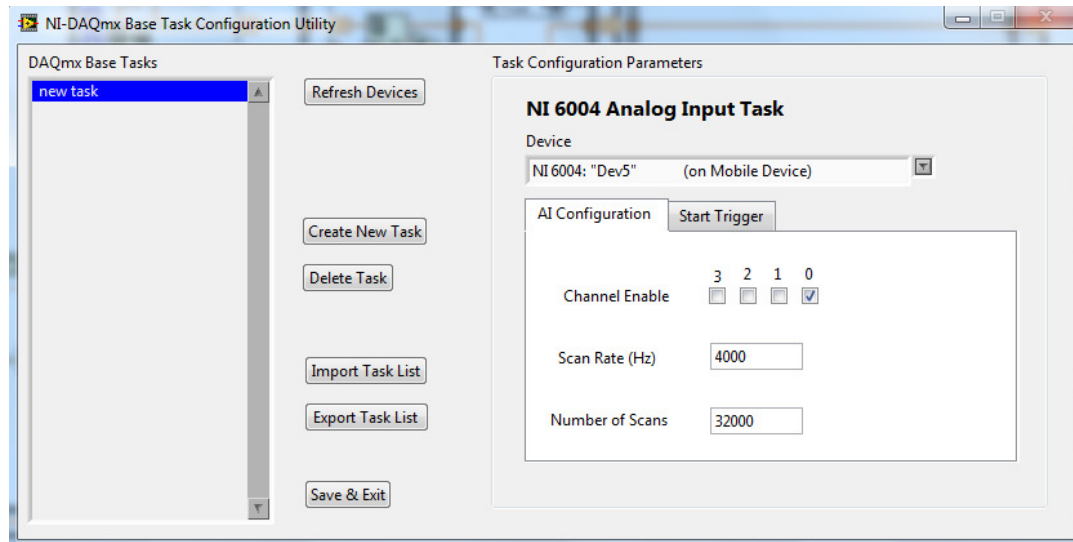 NI-DAQmx Base Task Configuration Utility
DAQmx Base Tasks
new task
Refresh Devices
Create New Task
Delete Task
Import Task List
Export Task List
Save & Exit
Task Configuration Parameters
NI 6004 Analog Input Task
Device
NI 6004: "Dev5" (on Mobile Device)
AI Configuration
Start Trigger
3 2 1 0
Channel Enable
Scan Rate (Hz)
4000
Number of Scans
32000